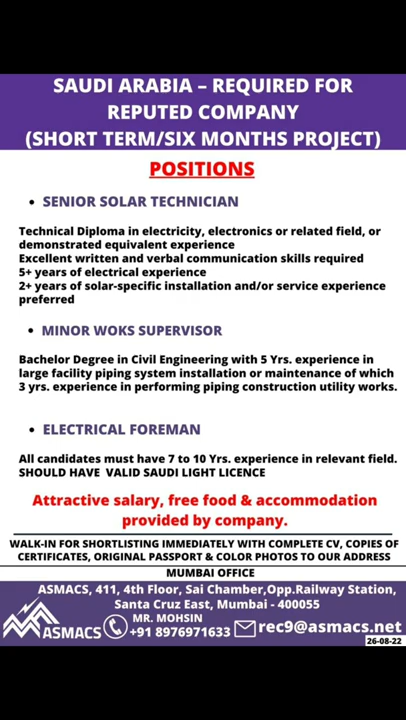 SAUDI ARABIA – REQUIRED FOR
REPUTED COMPANY
(SHORT TERM/SIX MONTHS PROJECT)
POSITIONS
• SENIOR SOLAR TECHNICIAN
Technical Diploma in electricity, electronics or related field, or
demonstrated equivalent experience
Excellent written and verbal communication skills required
5+ years of electrical experience
2+ years of solar-specific installation and/or service experience
preferred
• MINOR WOKS SUPERVISOR
Bachelor Degree in Civil Engineering with 5 Yrs. experience in
large facility piping system installation or maintenance of which
3 yrs. experience in performing piping construction utility works.
• ELECTRICAL FOREMAN
All candidates must have 7 to 10 Yrs. experience in relevant field.
SHOULD HAVE VALID SAUDI LIGHT LICENCE
Attractive salary, free food & accommodation
provided by company.
WALK-IN FOR SHORTLISTING IMMEDIATELY WITH COMPLETE CV, COPIES OF
CERTIFICATES, ORIGINAL PASSPORT & COLOR PHOTOS TO OUR ADDRESS
MUMBAI OFFICE
ASMACS, 411, 4th Floor, Sai Chamber,Opp.Railway Station,
Santa Cruz East, Mumbai - 400055
ASMACS
MR. MOHSIN
+91 8976971633
rec9@asmacs.net
26-08-22